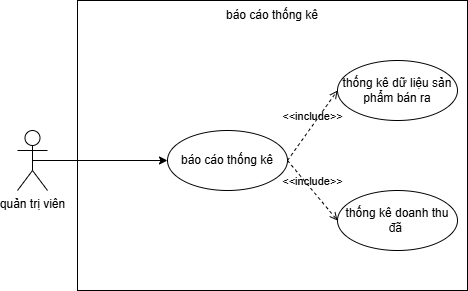 báo cáo thống kê
thống kê dữ liệu sản
phẩm bán ra
<<include>>
báo cáo thống kê
<<include>>
quản trị viên
thống kê doanh thu
đã